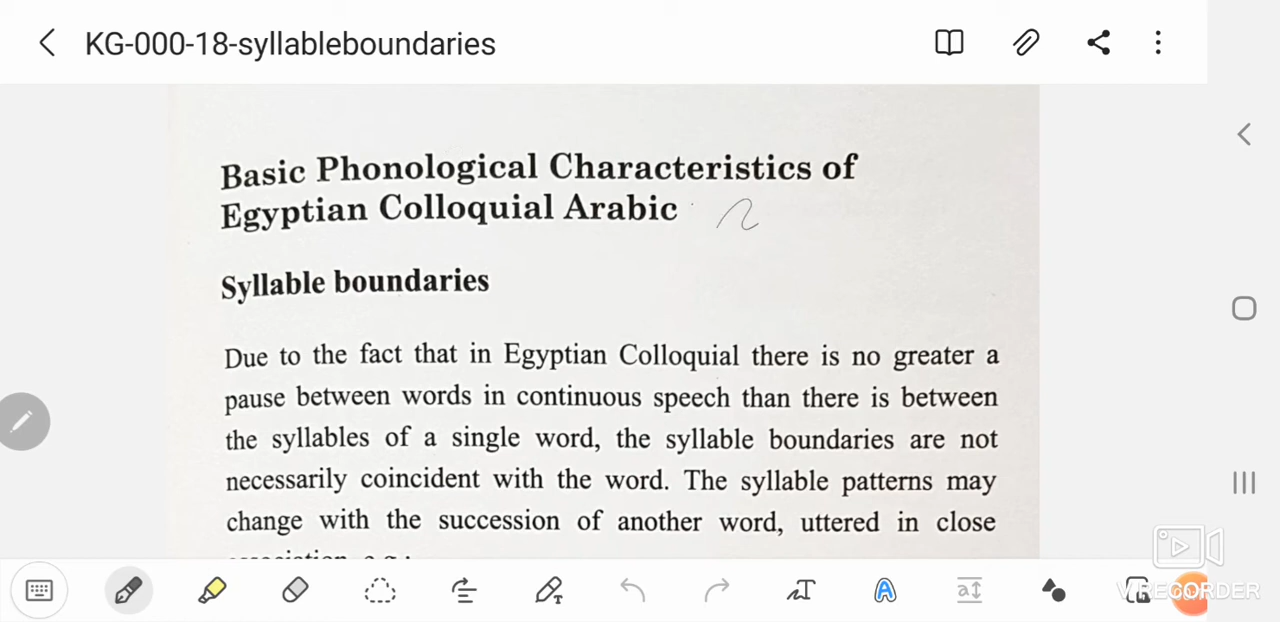 KG-000-18-syllableboundaries
Basic Phonological Characteristics of
Egyptian Colloquial Arabic
Syllable boundaries
Due to the fact that in Egyptian Colloquial there is no greater a
pause between words in continuous speech than there is between
the syllables of a single word, the syllable boundaries are not
necessarily coincident with the word. The syllable patterns may
change with the succession of another word, uttered in close
V RECORDER